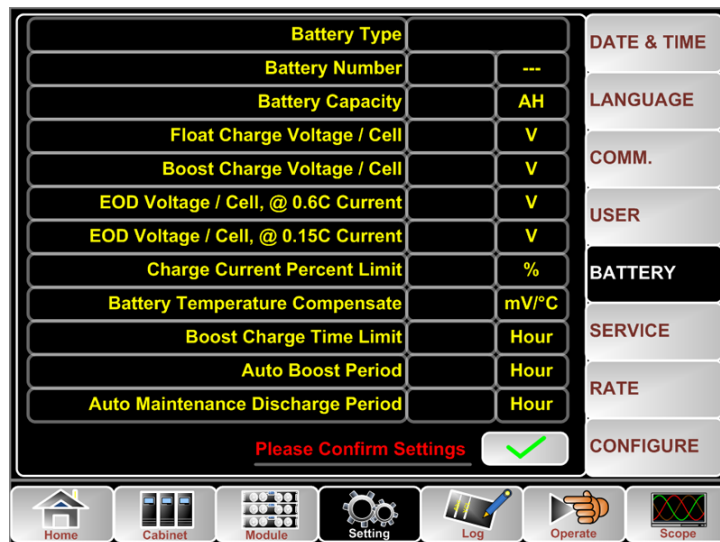 Battery Type
DATE & TIME
Battery Number ---
Battery Capacity AH
LANGUAGE
Float Charge Voltage / Cell V
Boost Charge Voltage / Cell V
COMM.
EOD Voltage / Cell, @ 0.6C Current V
USER
EOD Voltage / Cell, @ 0.15C Current V
Charge Current Percent Limit %
BATTERY
Battery Temperature Compensate mV/°C
Boost Charge Time Limit Hour
SERVICE
Auto Boost Period Hour
RATE
Auto Maintenance Discharge Period Hour
Please Confirm Settings
CONFIGURE
Home Cabinet Module Setting Log Operate Scope